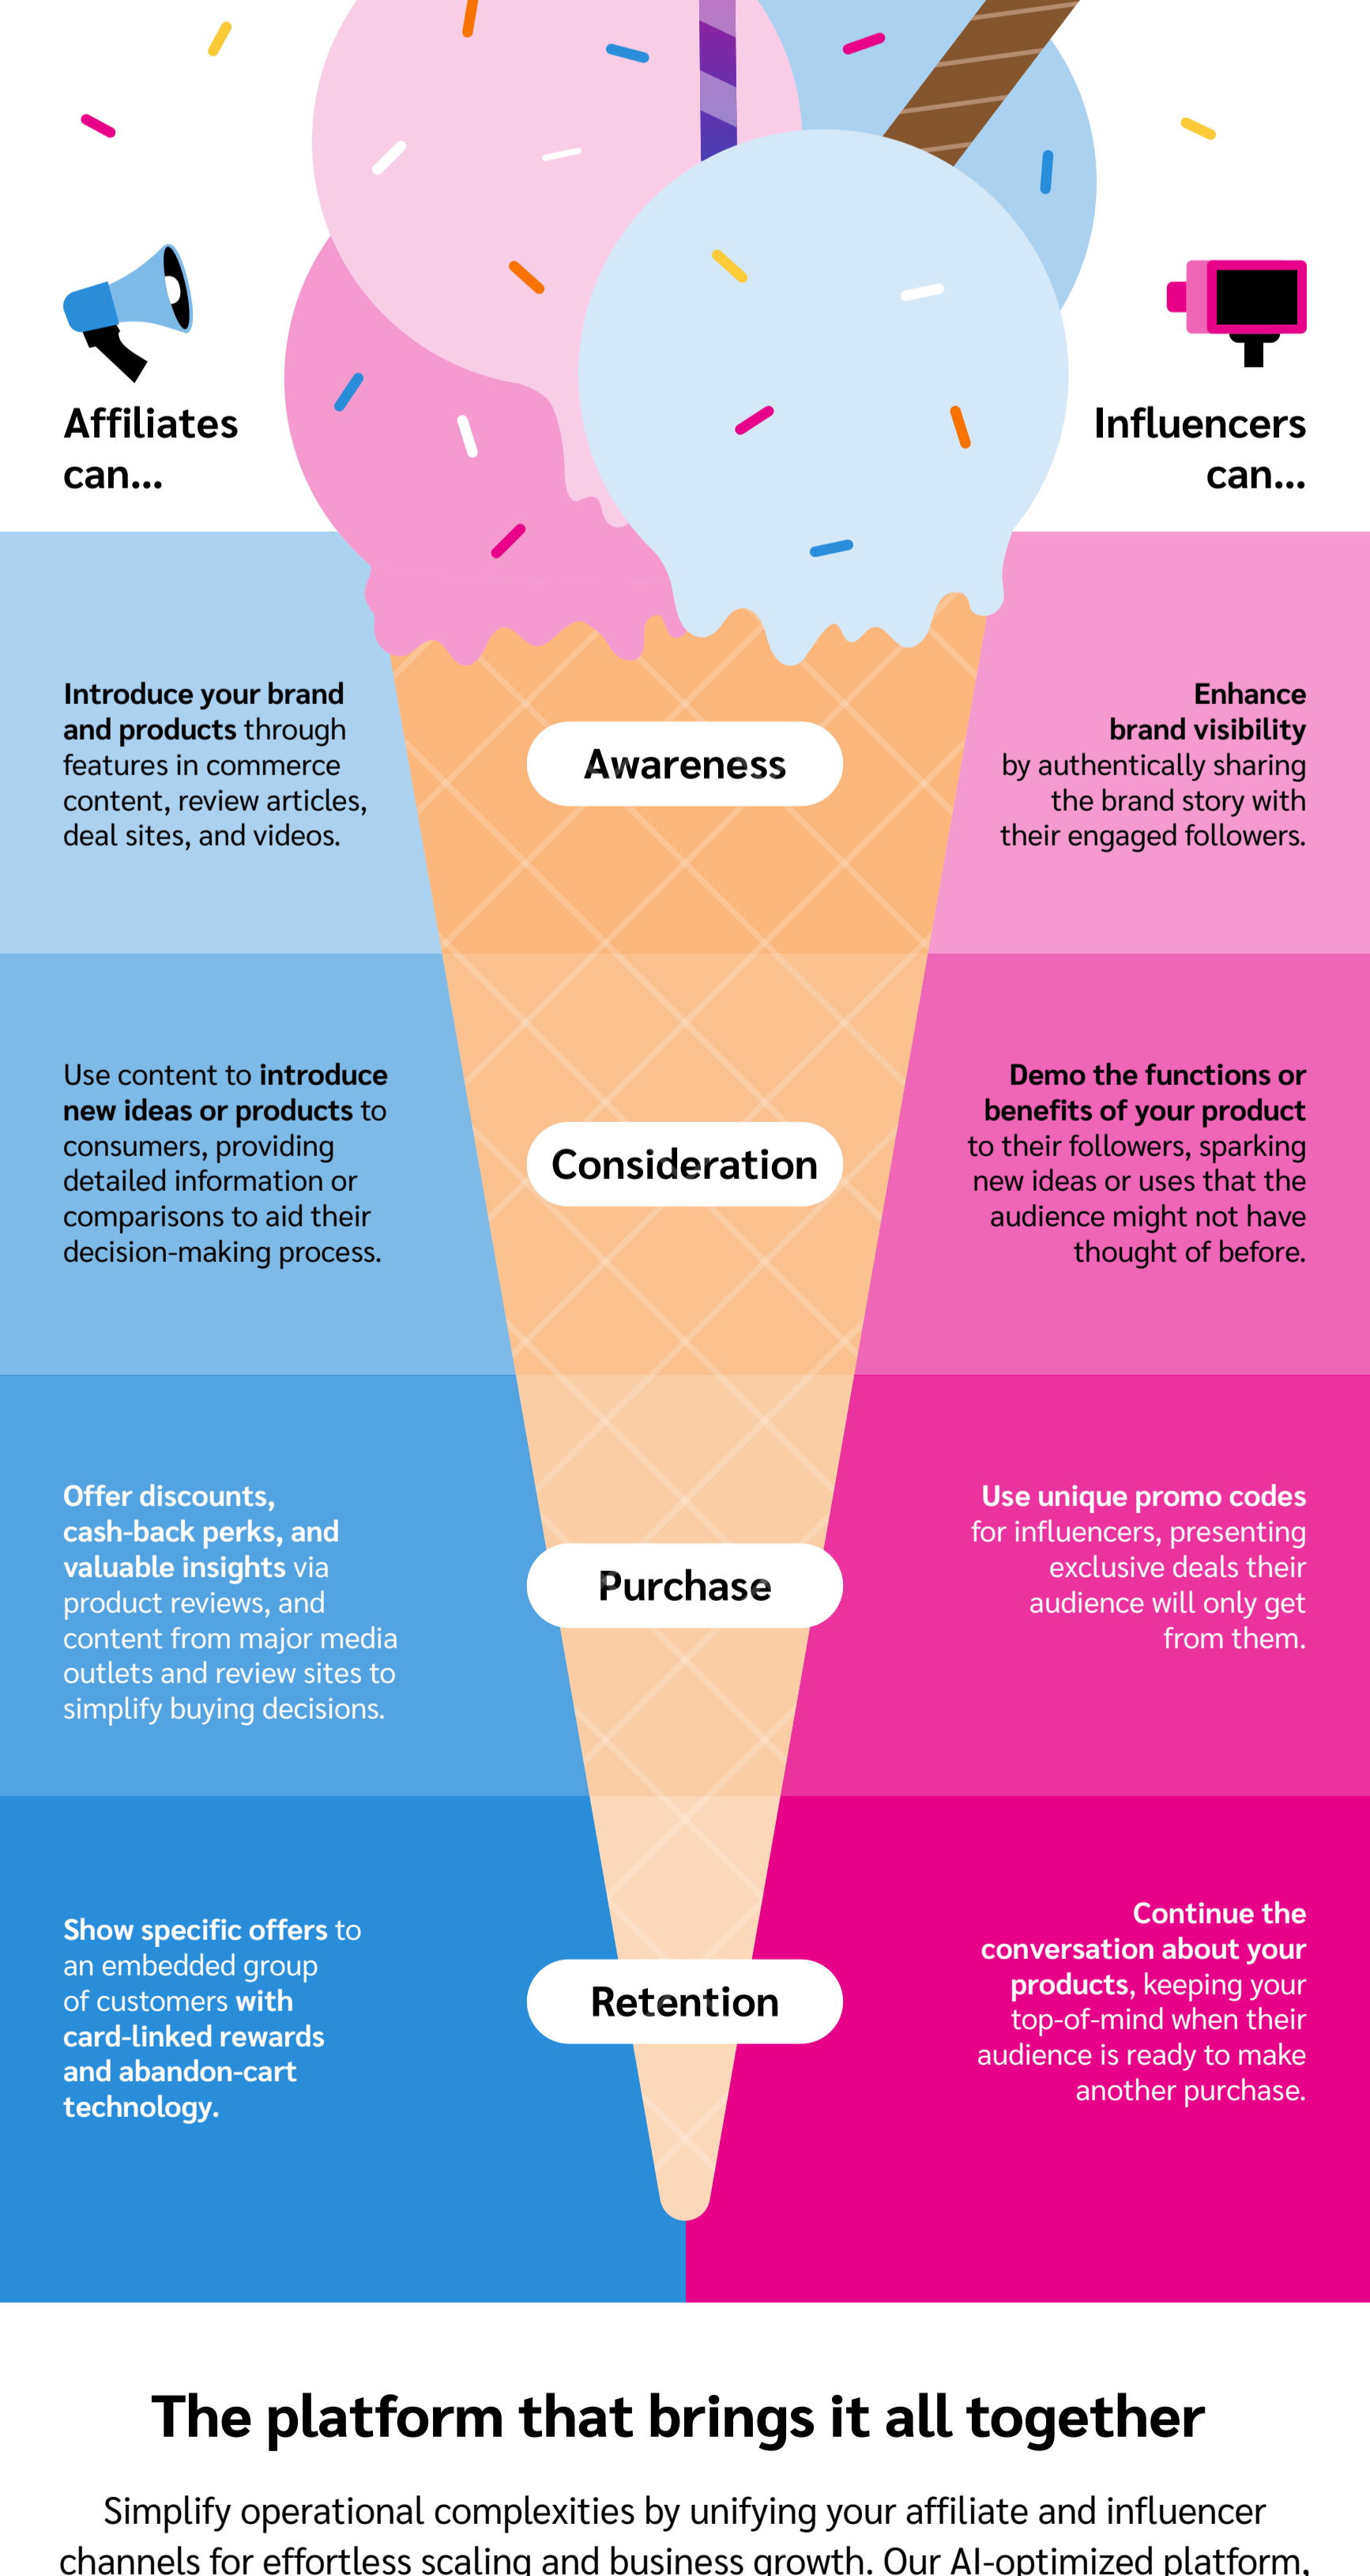 Affiliates
can...
Influencers
can...
Introduce your brand
and products through
features in commerce
content, review articles,
deal sites, and videos.
Awareness
Enhance
brand visibility
by authentically sharing
the brand story with
their engaged followers.
Use content to introduce
new ideas or products to
consumers, providing
detailed information or
comparisons to aid their
decision-making process.
Consideration
Demo the functions or
benefits of your product
to their followers, sparking
new ideas or uses that the
audience might not have
thought of before.
Offer discounts,
cash-back perks, and
valuable insights via
product reviews, and
content from major media
outlets and review sites to
simplify buying decisions.
Purchase
Use unique promo codes
for influencers, presenting
exclusive deals their
audience will only get
from them.
Show specific offers to
an embedded group
of customers with
card-linked rewards
and abandon-cart
technology.
Retention
Continue the
conversation about your
products, keeping your
top-of-mind when their
audience is ready to make
another purchase.
The platform that brings it all together
Simplify operational complexities by unifying your affiliate and influencer
channels for effortless scaling and business growth. Our AI-optimized platform,